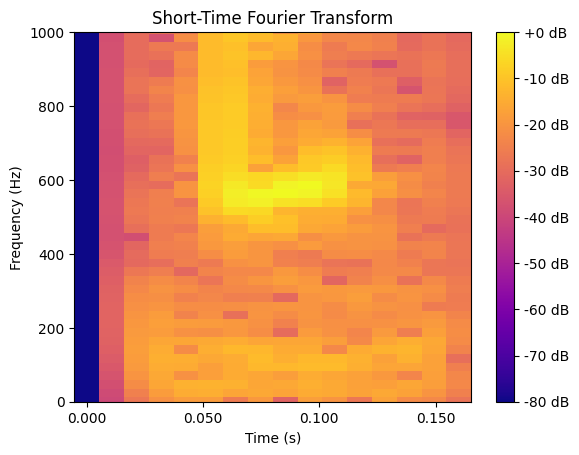 Short-Time Fourier Transform
1000
800
600
400
200
0
Frequency (Hz)
0.000
0.050
0.100
0.150
Time (s)
+0 dB
-10 dB
-20 dB
-30 dB
-40 dB
-50 dB
-60 dB
-70 dB
-80 dB